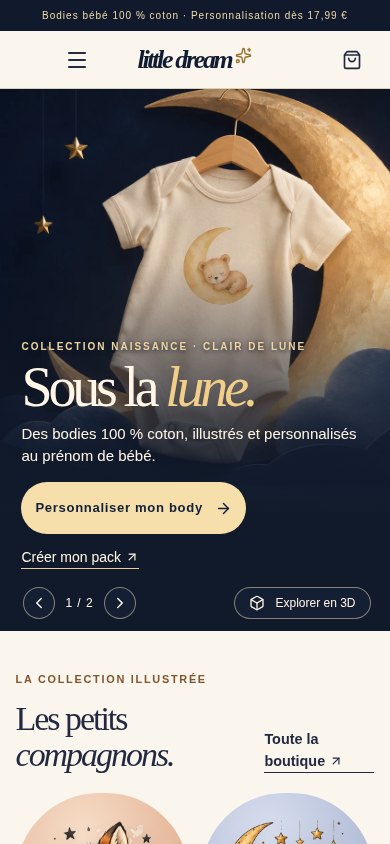 Bodies bébé 100 % coton · Personnalisation dès 17,99 €
little dream
COLLECTION NAISSANCE · CLAIR DE LUNE
Sous la lune.
Des bodies 100 % coton, illustrés et personnalisés
au prénom de bébé.
Personnaliser mon body
Créer mon pack
1 / 2
Explorer en 3D
LA COLLECTION ILLUSTRÉE
Les petits
compagnons.
Toute la
boutique